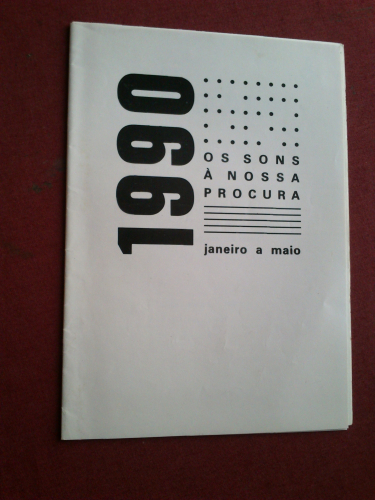 1990
OS SONS
À NOSSA
PROCURA
janeiro a maio